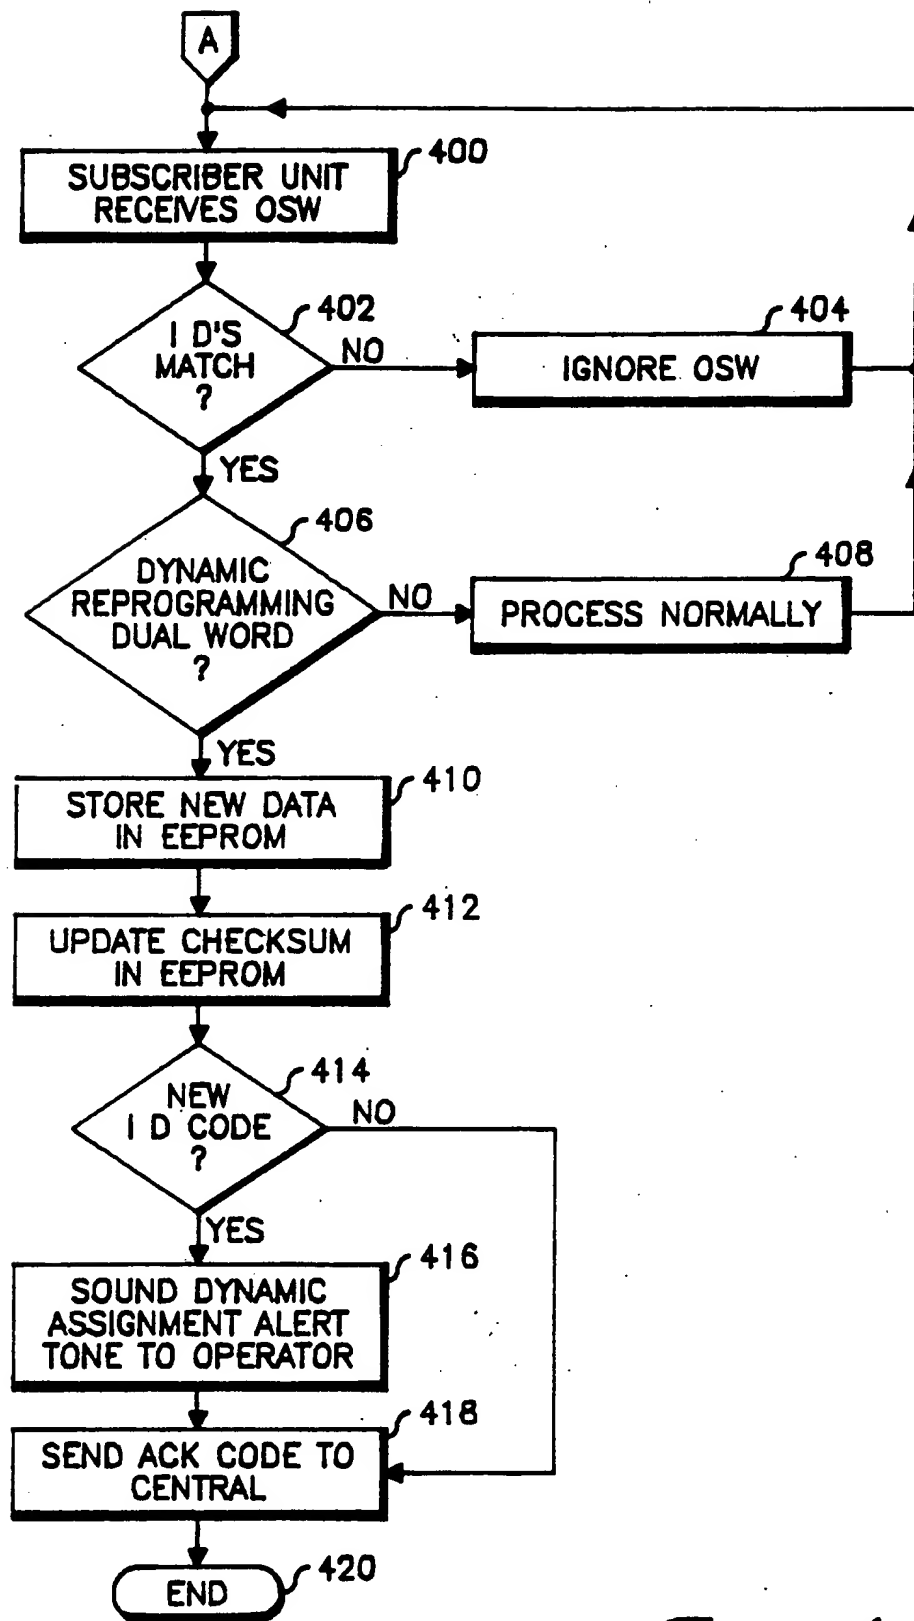 A
SUBSCRIBER UNIT
RECEIVES OSW
400
I D'S
MATCH
?
402
NO
IGNORE OSW
404
YES
DYNAMIC
REPROGRAMMING
DUAL WORD
?
406
NO
PROCESS NORMALLY
408
YES
STORE NEW DATA
IN EEPROM
410
UPDATE CHECKSUM
IN EEPROM
412
NEW
I D CODE
?
414
NO
YES
SOUND DYNAMIC
ASSIGNMENT ALERT
TONE TO OPERATOR
416
SEND ACK CODE TO
CENTRAL
418
END
420